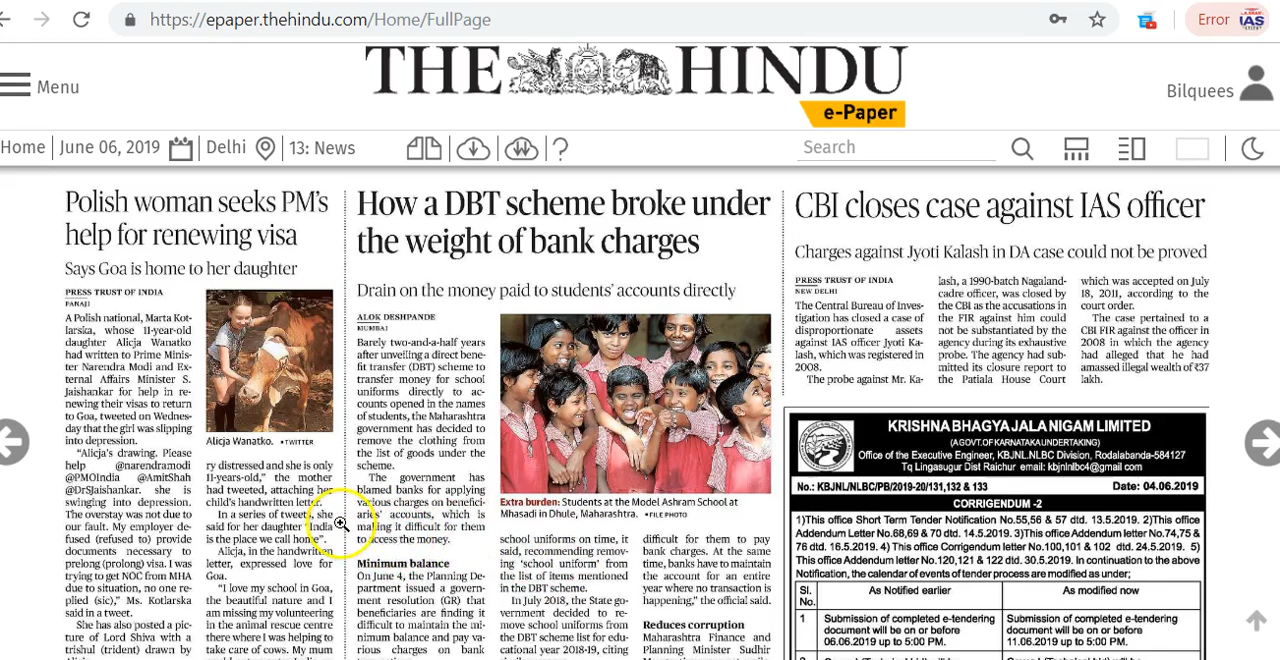 https://epaper.thehindu.com/Home/FullPage
Error
IAS
Menu
THE HINDU
e-Paper
Bilquees
Home
June 06, 2019
Delhi
13: News
?
Search
Polish woman seeks PM's
help for renewing visa
Says Goa is home to her daughter
PRESS TRUST OF INDIA
PANAJI
A Polish national, Marta Kot-
larska, whose 11-year-old
daughter Alicja Wanatko
had written to Prime Minis-
ter Narendra Modi and Ex-
ternal Affairs Minister S.
Jaishankar for help in re-
newing their visas to return
to Goa, tweeted on Wednes-
day that the girl was slipping
into depression.
"Alicja's drawing. Please
help @narendramodi
@PMOIndia @AmitShah
@DrSJaishankar. she is
swinging into depression.
The overstay was not due to
our fault. My employer de-
fused (refused) to provide
documents necessary to
prelong (prolong) visa. I was
trying to get NOC from MHA
due to situation, no one re-
plied (sic)," Ms. Kotlarska
said in a tweet.
She has also posted a pic-
ture of Lord Shiva with a
trishul (trident) drawn by
Alicja Wanatko. •TWITTER
ry distressed and she is only
11-years-old," the mother
had tweeted, attaching her
child's handwritten letter.
In a series of tweets, she
said for her daughter "India
is the place we call home".
Alicja, in the handwritten
letter, expressed love for
Goa.
"I love my school in Goa,
the beautiful nature and I
am missing my volunteering
in the animal rescue centre
there where I was helping to
take care of cows. My mum
How a DBT scheme broke under
the weight of bank charges
Drain on the money paid to students' accounts directly
ALOK DESHPANDE
MUMBAI
Barely two-and-a-half years
after unveiling a direct bene-
fit transfer (DBT) scheme to
transfer money for school
uniforms directly to ac-
counts opened in the names
of students, the Maharashtra
government has decided to
remove the clothing from
the list of goods under the
scheme.
The government has
blamed banks for applying
various charges on benefici-
aries' accounts, which is
making it difficult for them
to access the money.
Minimum balance
On June 4, the Planning De-
partment issued a govern-
ment resolution (GR) that
beneficiaries are finding it
difficult to maintain the mi-
nimum balance and pay va-
rious charges on bank
Extra burden: Students at the Model Ashram School at
Mhasadi in Dhule, Maharashtra. •FILE PHOTO
school uniforms on time, it
said, recommending remov-
ing 'school uniform' from
the list of items mentioned
in the DBT scheme.
In July 2018, the State go-
vernment decided to re-
move school uniforms from
the DBT scheme for edu-
cational year 2018-19, citing
difficult for them to pay
bank charges. At the same
time, banks have to maintain
the account for an entire
year where no transaction is
happening," the official said.
Reduces corruption
Maharashtra Finance and
Planning Minister Sudhir
CBI closes case against IAS officer
Charges against Jyoti Kalash in DA case could not be proved
PRESS TRUST OF INDIA
NEW DELHI
The Central Bureau of Inves-
tigation has closed a case of
disproportionate assets
against IAS officer Jyoti Ka-
lash, which was registered in
2008.
The probe against Mr. Ka-
lash, a 1990-batch Nagaland-
cadre officer, was closed by
the CBI as the accusations in
the FIR against him could
not be substantiated by the
agency during its exhaustive
probe. The agency had sub-
mitted its closure report to
the Patiala House Court
which was accepted on July
18, 2011, according to the
court order.
The case pertained to a
CBI FIR against the officer in
2008 in which the agency
had alleged that he had
amassed illegal wealth of ₹37
lakh.
KRISHNA BHAGYA JALA NIGAM LIMITED
(A GOVT.OF KARNATAKA UNDERTAKING)
Office of the Executive Engineer, KBJNL.NLBC Division, Rodalabanda-584127
Tq Lingasugur Dist Raichur email: kbjnlnlbc4@gmail.com
No.: KBJNL/NLBC/PB/2019-20/131,132 & 133 Date: 04.06.2019
CORRIGENDUM -2
1)This office Short Term Tender Notification No.55,56 & 57 dtd. 13.5.2019. 2)This office
Addendum Letter No.68,69 & 70 dtd. 14.5.2019. 3)This office Addendum Letter No.74,75 &
76 dtd. 16.5.2019. 4) This office Corrigendum letter No.100,101 & 102 dtd. 24.5.2019. 5)
This office Addendum letter No.120,121 & 122 dtd. 30.5.2019. In continuation to the above
Notification, the calendar of events of tender process are modified as under;
Sl. No. As Notified earlier As modified now
1 Submission of completed e-tendering Submission of completed e-tendering
document will be on or before document will be on or before
06.06.2019 up to 5:00 PM. 11.06.2019 up to 5:00 PM.